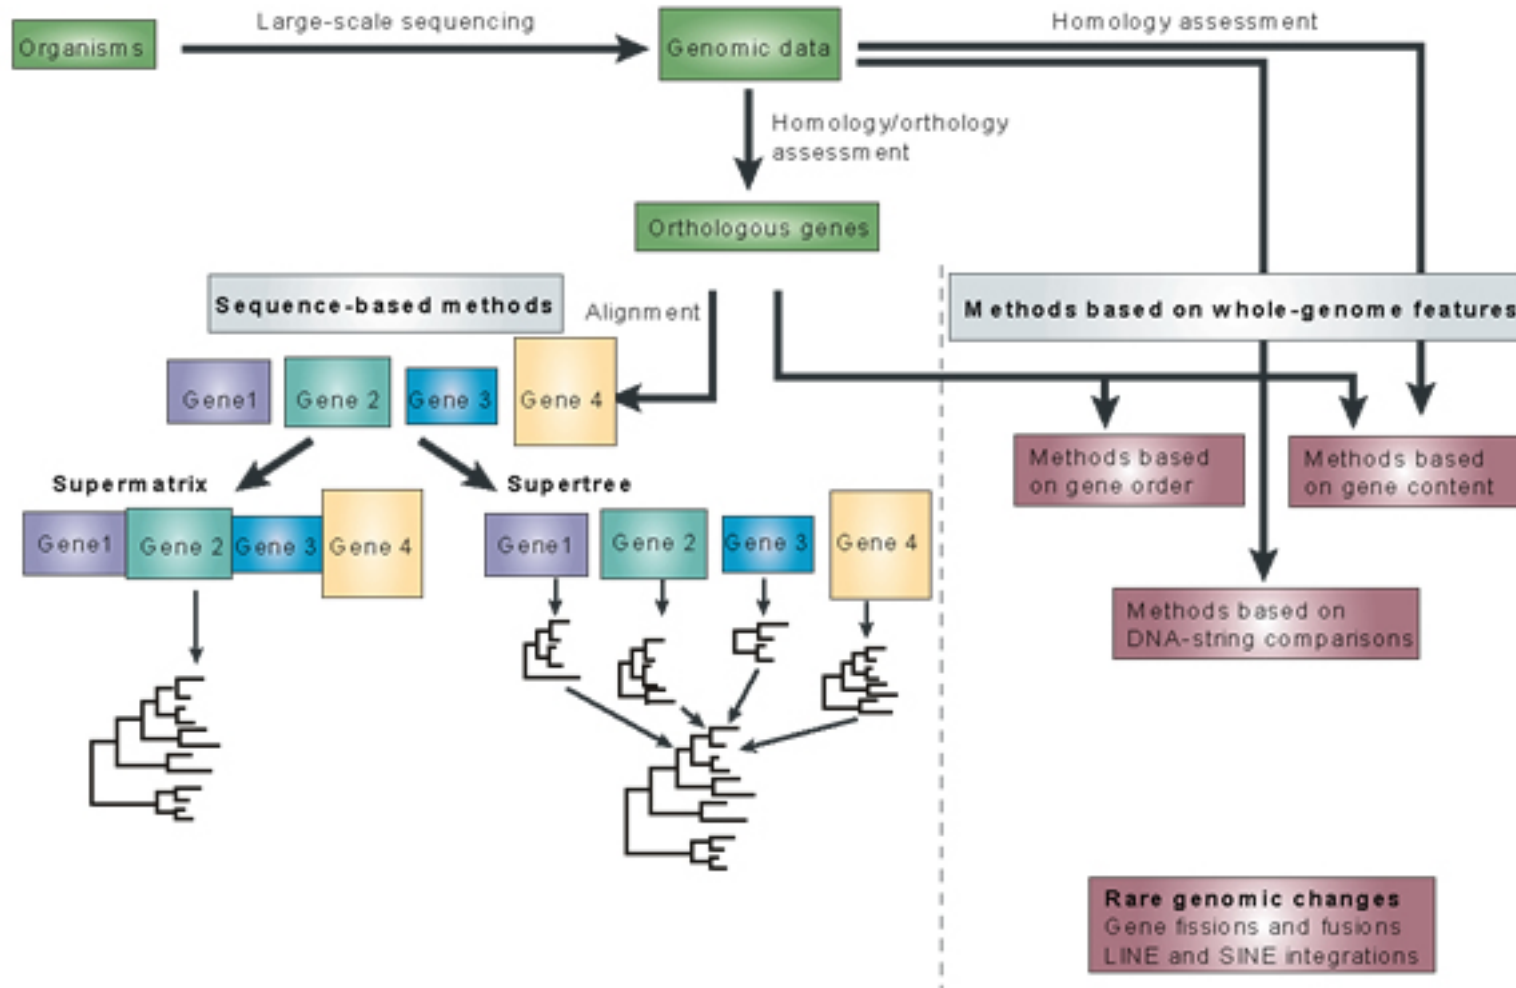 Large-scale sequencing
Homology assessment
Organisms
Genomic data
Homology/orthology
assessment
Orthologous genes
Sequence-based methods
Alignment
Methods based on whole-genome features
Gene1
Gene 2
Gene 3
Gene 4
Supermatrix
Supertree
Methods based
on gene order
Methods based
on gene content
Gene1
Gene 2
Gene 3
Gene 4
Gene1
Gene 2
Gene 3
Gene 4
Methods based on
DNA-string comparisons
Rare genomic changes
Gene fissions and fusions
LINE and SINE integrations